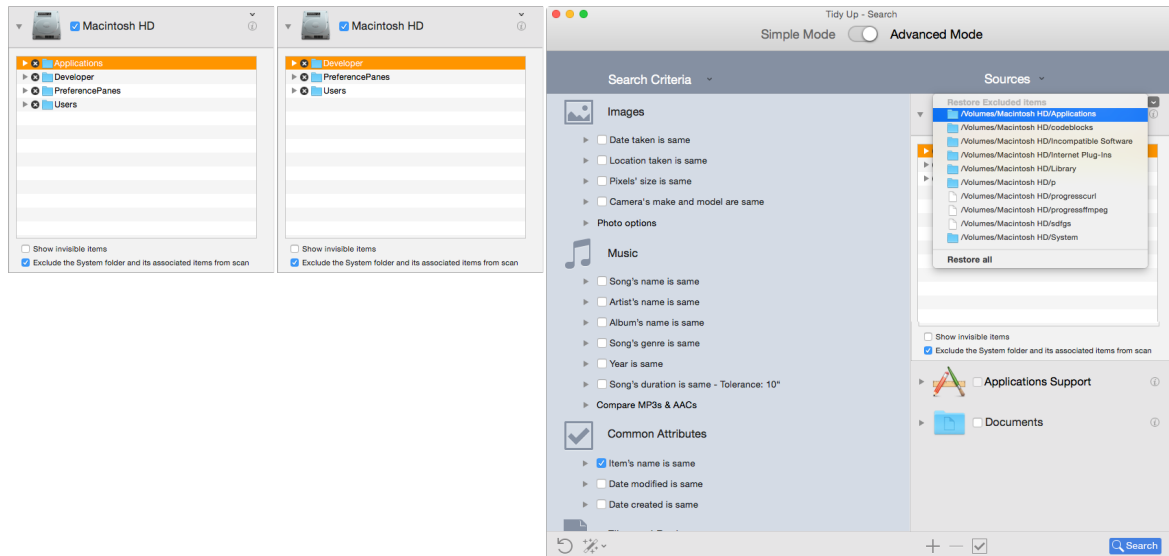 Macintosh HD
Applications
Developer
PreferencePanes
Users
Show invisible items
Exclude the System folder and its associated items from scan
Macintosh HD
Developer
PreferencePanes
Users
Show invisible items
Exclude the System folder and its associated items from scan
Tidy Up - Search
Simple Mode Advanced Mode
Search Criteria
Images
Date taken is same
Location taken is same
Pixels' size is same
Camera's make and model are same
Photo options
Music
Song's name is same
Artist's name is same
Album's name is same
Song's genre is same
Year is same
Song's duration is same - Tolerance: 10"
Compare MP3s & AACs
Common Attributes
Item's name is same
Date modified is same
Date created is same
Sources
Restore Excluded Items
/Volumes/Macintosh HD/Applications
/Volumes/Macintosh HD/codeblocks
/Volumes/Macintosh HD/Incompatible Software
/Volumes/Macintosh HD/Internet Plug-Ins
/Volumes/Macintosh HD/Library
/Volumes/Macintosh HD/p
/Volumes/Macintosh HD/progresscurl
/Volumes/Macintosh HD/progressffmpeg
/Volumes/Macintosh HD/sdfgs
/Volumes/Macintosh HD/System
Restore all
Show invisible items
Exclude the System folder and its associated items from scan
Applications Support
Documents
Search